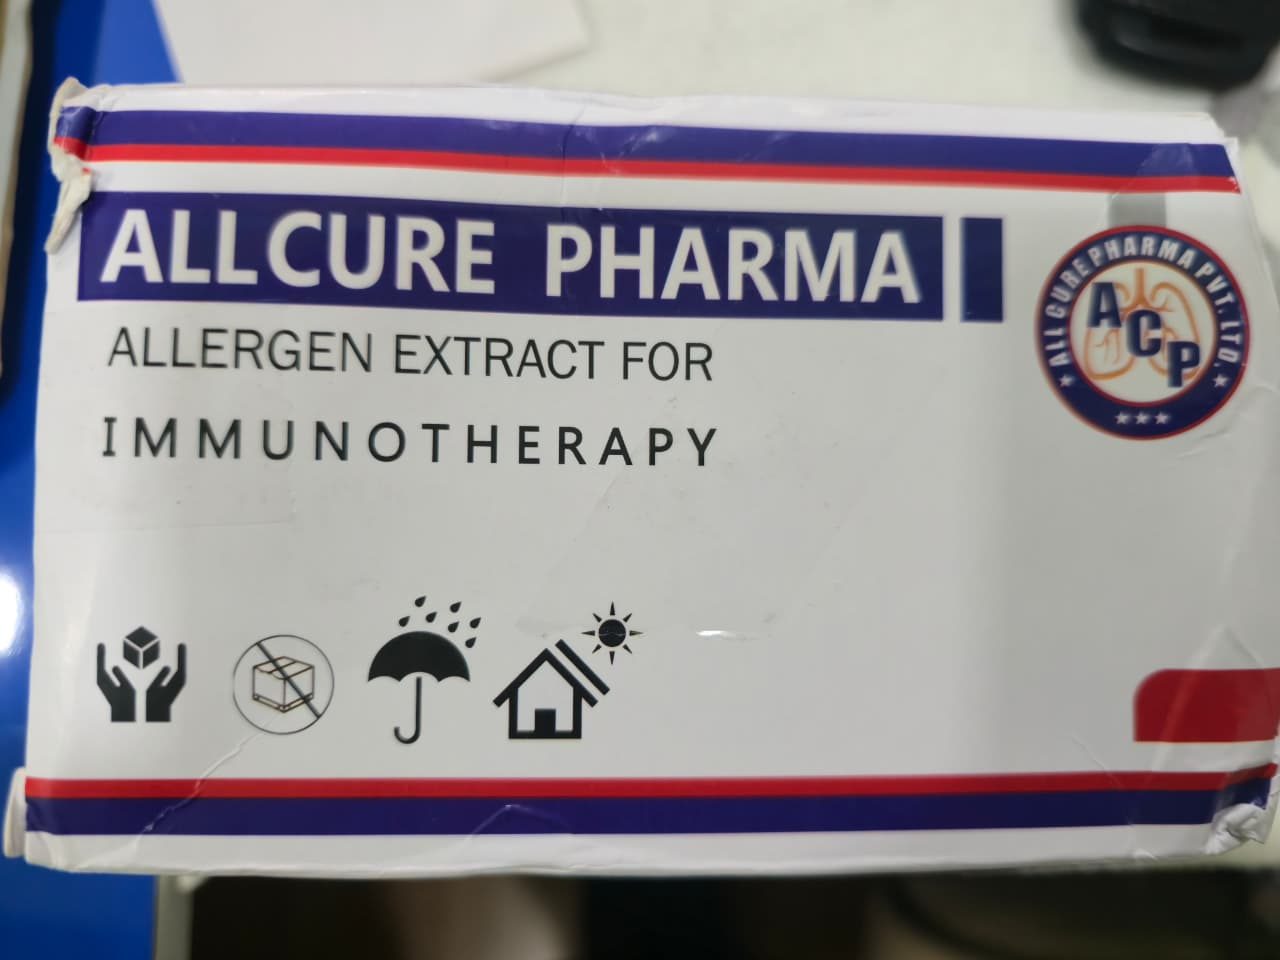 ALLCURE PHARMA
ALLERGEN EXTRACT FOR
IMMUNOTHERAPY
ALL CURE PHARMA PVT. LTD.
ACP